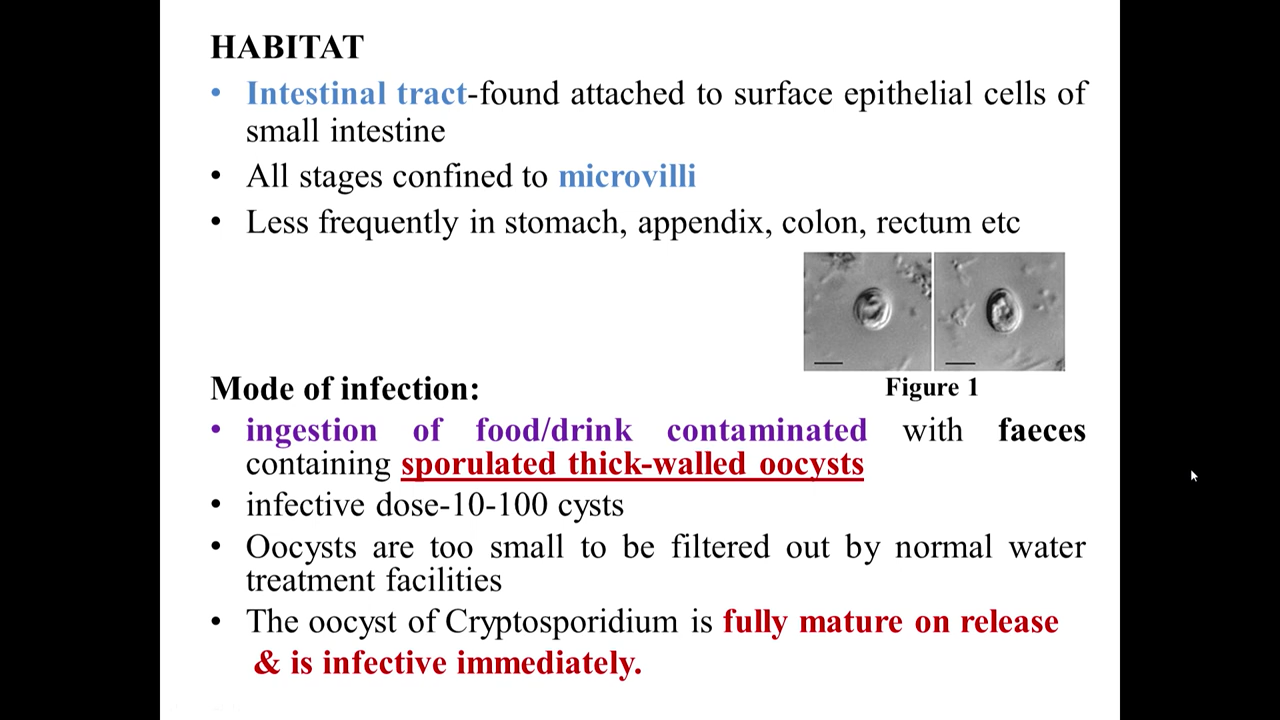 HABITAT
• Intestinal tract-found attached to surface epithelial cells of
small intestine
• All stages confined to microvilli
• Less frequently in stomach, appendix, colon, rectum etc
Figure 1
Mode of infection:
• ingestion of food/drink contaminated with faeces
containing sporulated thick-walled oocysts
• infective dose-10-100 cysts
• Oocysts are too small to be filtered out by normal water
treatment facilities
• The oocyst of Cryptosporidium is fully mature on release
& is infective immediately.